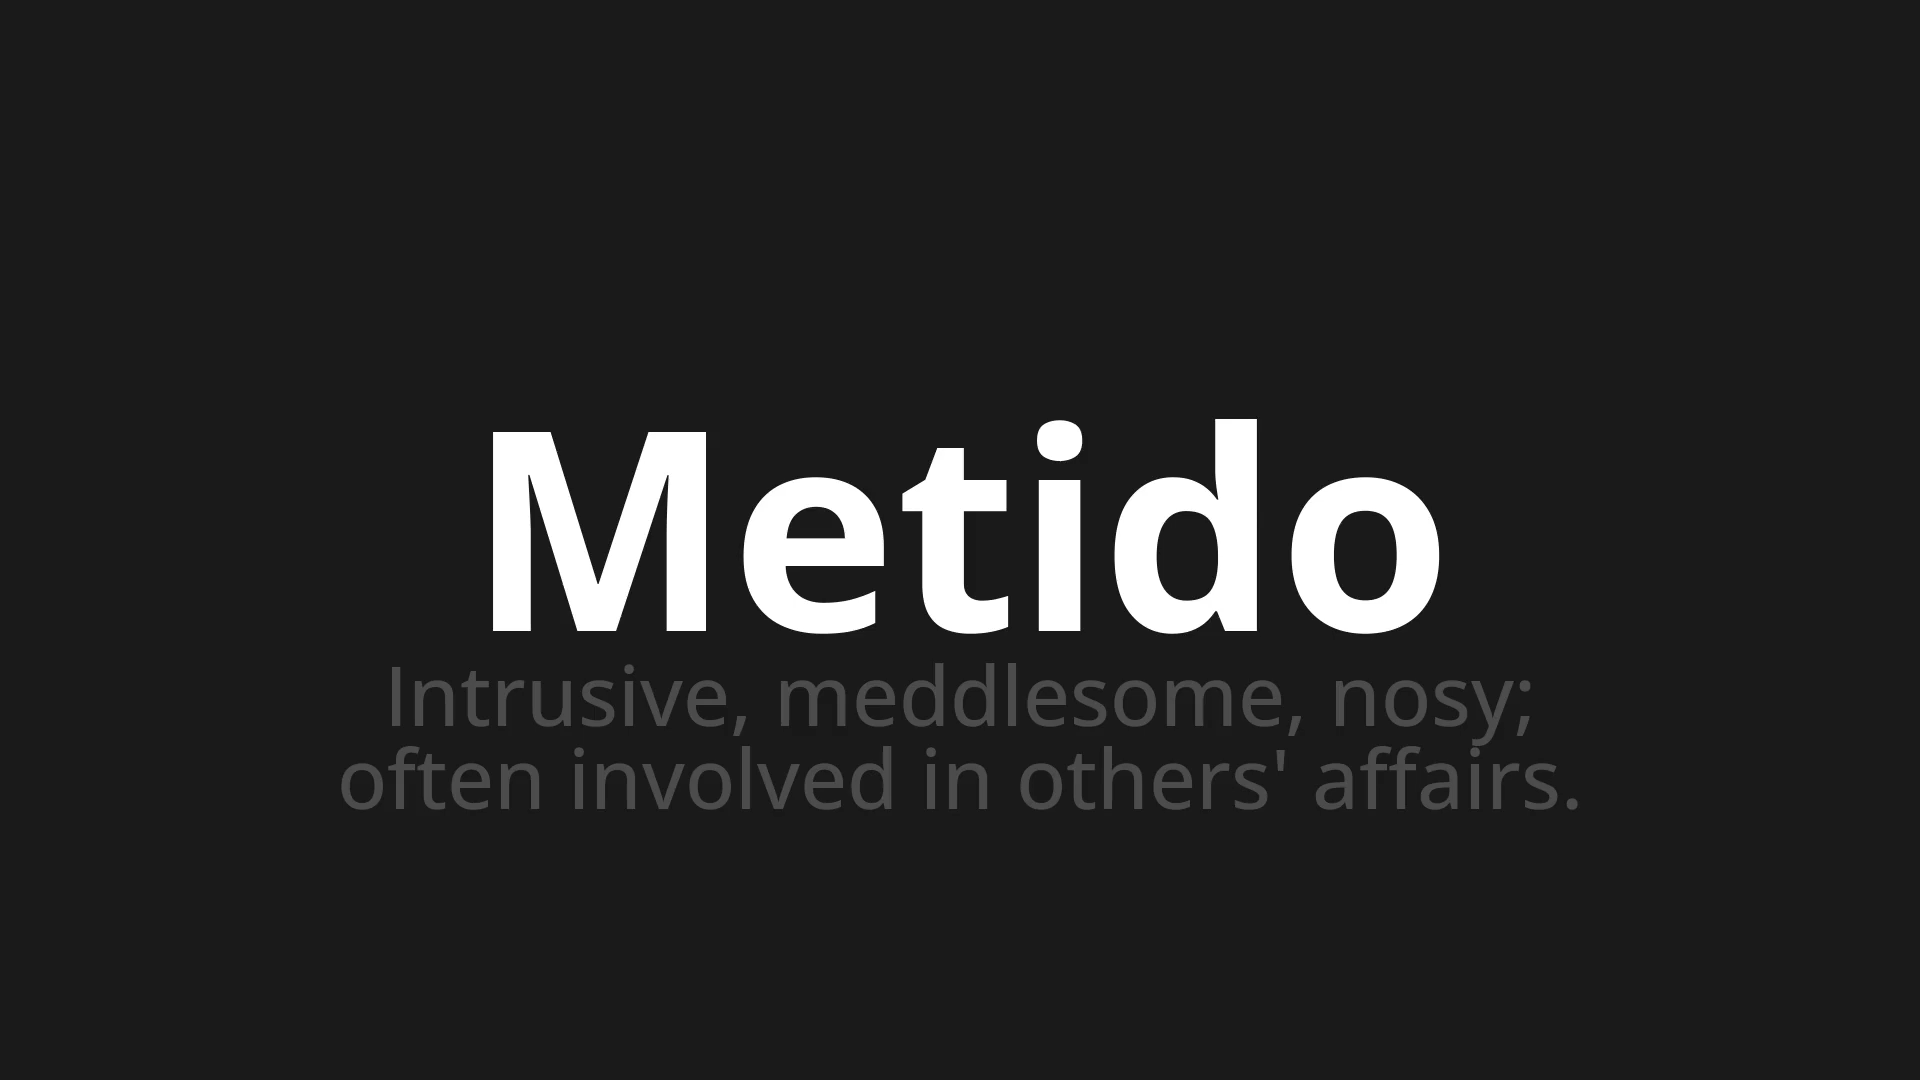 Metido
Intrusive, meddlesome, nosy;
often involved in others' affairs.